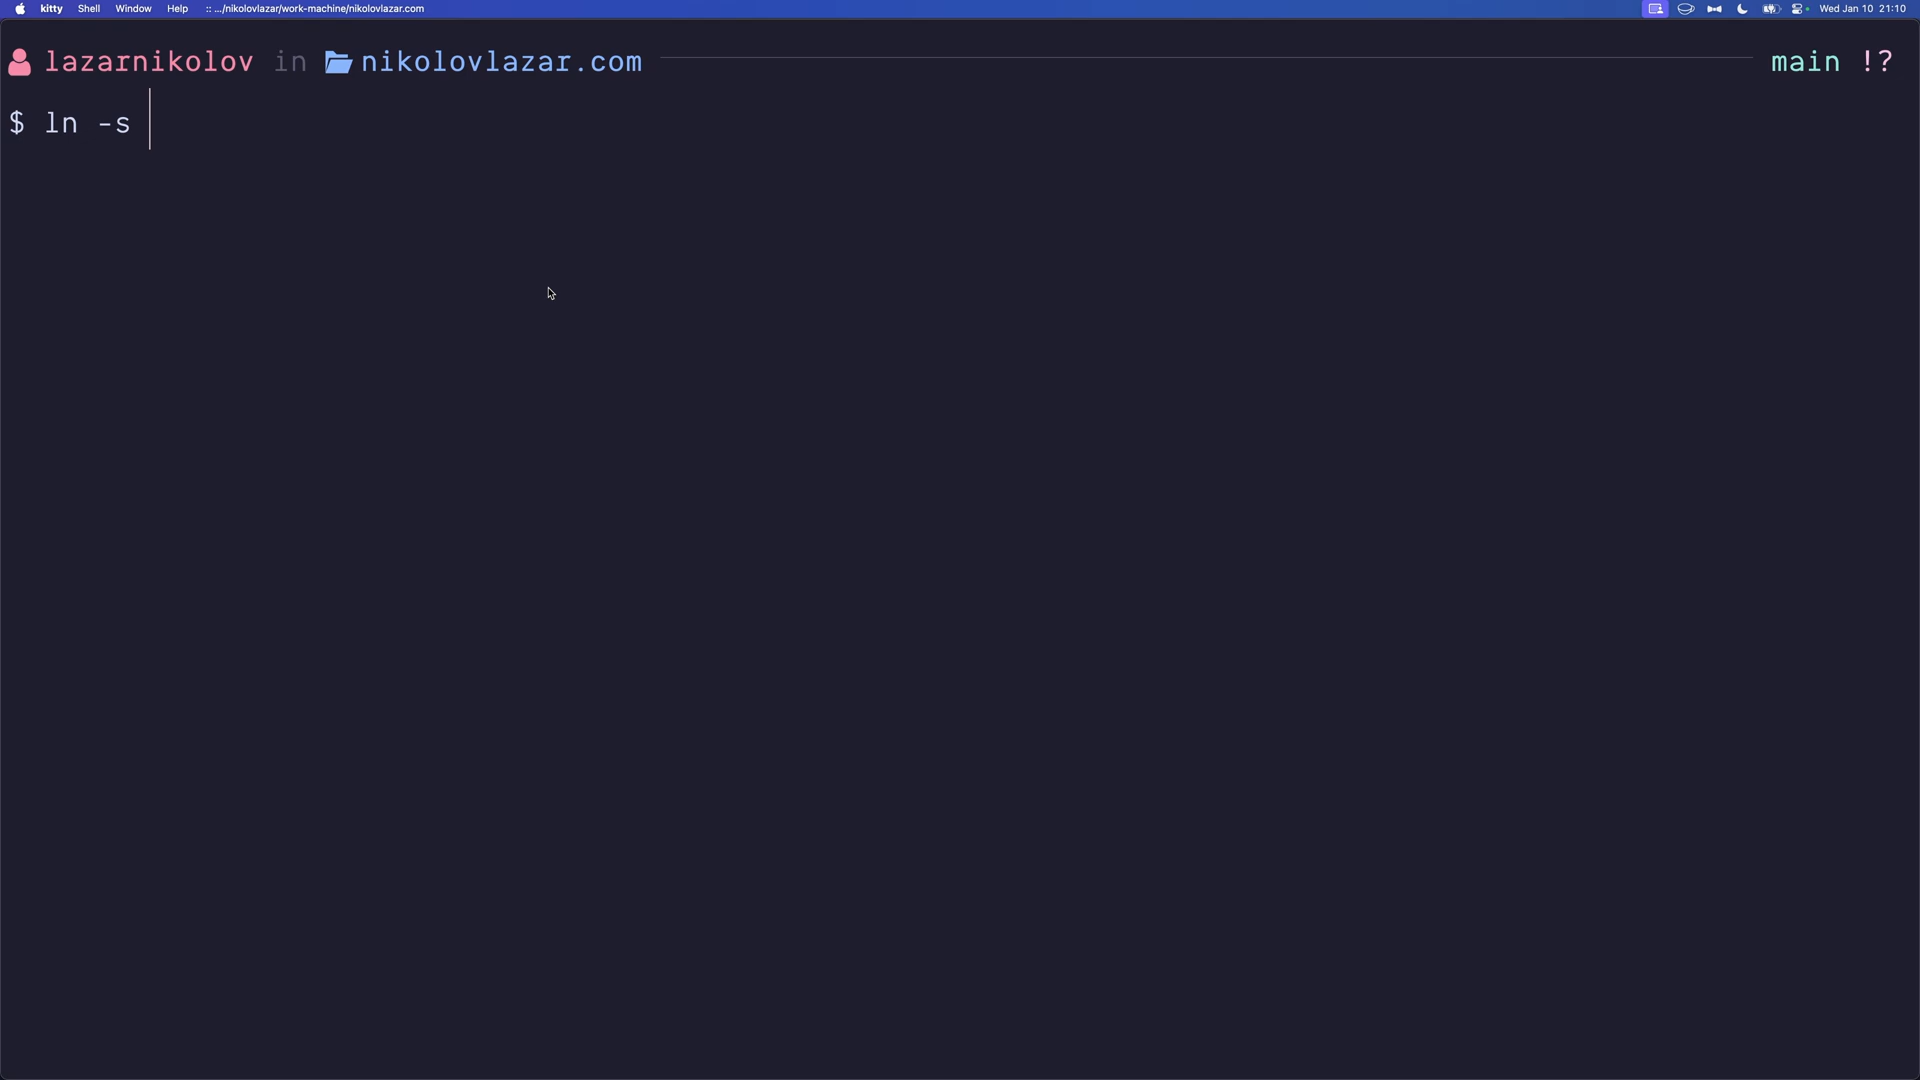 kitty Shell Window Help :: .../nikolovlazar/work-machine/nikolovlazar.com Wed Jan 10 21:10
lazarnikolov in nikolovlazar.com main !?
$ ln -s